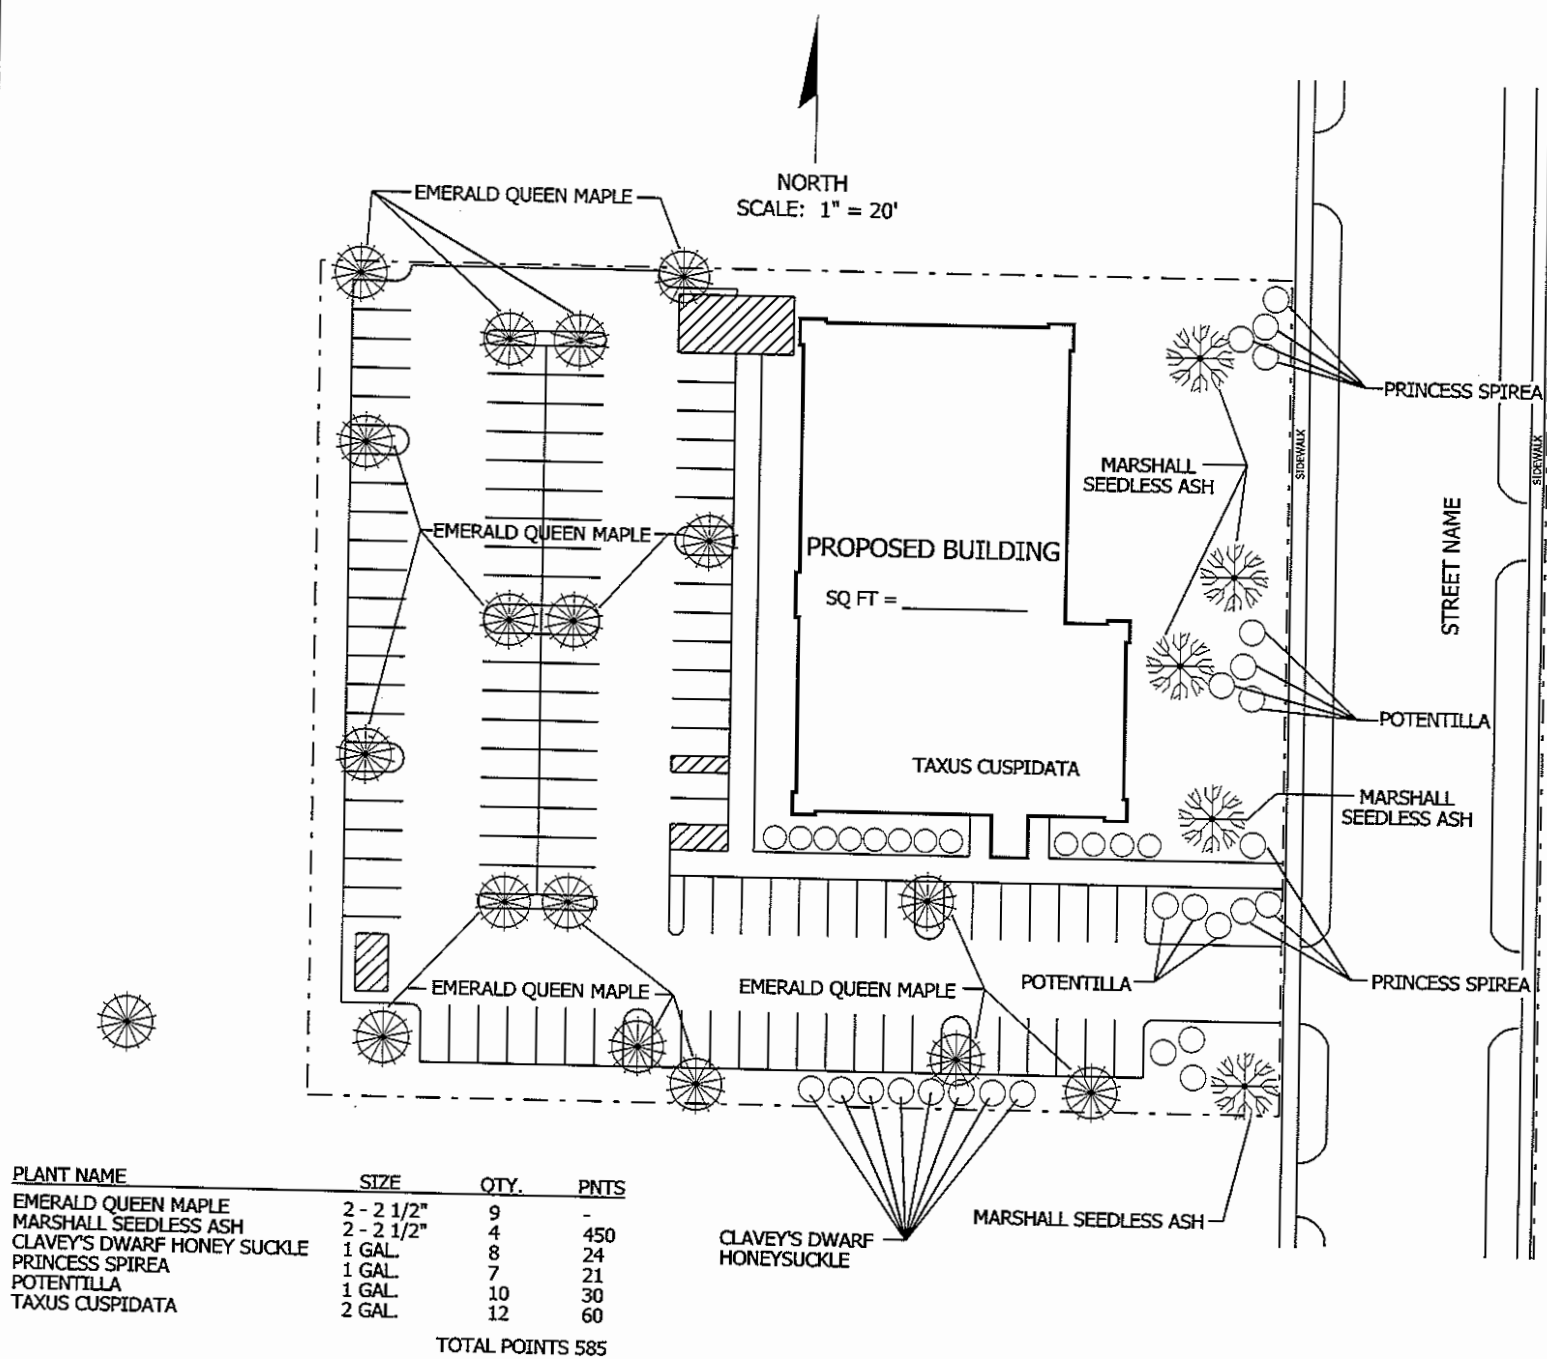 NORTH
SCALE: 1" = 20'
EMERALD QUEEN MAPLE
PRINCESS SPIREA
SIDEWALK
SIDEWALK
MARSHALL
SEEDLESS ASH
STREET NAME
EMERALD QUEEN MAPLE
PROPOSED BUILDING
SQ FT = ____________
POTENTILLA
TAXUS CUSPIDATA
MARSHALL
SEEDLESS ASH
EMERALD QUEEN MAPLE
EMERALD QUEEN MAPLE
POTENTILLA
PRINCESS SPIREA
CLAVEY'S DWARF
HONEYSUCKLE
MARSHALL SEEDLESS ASH
PLANT NAME SIZE QTY. PNTS
EMERALD QUEEN MAPLE 2 - 2 1/2" 9 -
MARSHALL SEEDLESS ASH 2 - 2 1/2" 4 450
CLAVEY'S DWARF HONEY SUCKLE 1 GAL. 8 24
PRINCESS SPIREA 1 GAL. 7 21
POTENTILLA 1 GAL. 10 30
TAXUS CUSPIDATA 2 GAL. 12 60
TOTAL POINTS 585